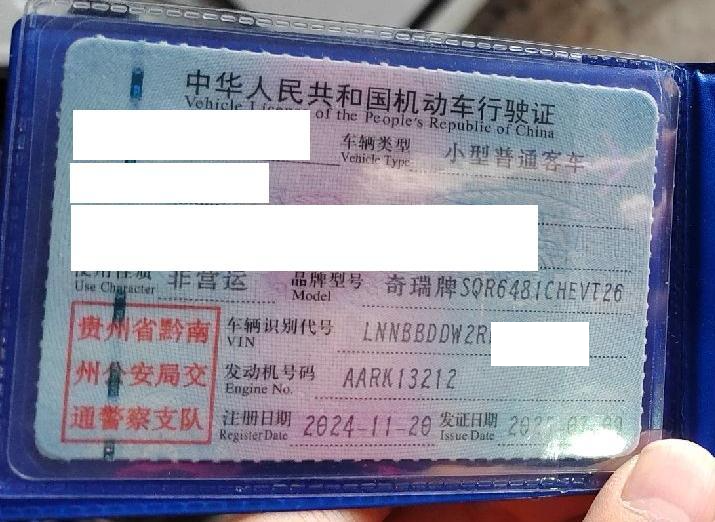 中华人民共和国机动车行驶证
Vehicle License of the People's Republic of China
车辆类型 小型普通客车
Vehicle Type
使用性质 非营运 品牌型号 奇瑞牌SQR6481CHEVT26
Use Character Model
贵州省黔南
州公安局交
通警察支队
车辆识别代号 LNNBBDDW2R
VIN
发动机号码 AARK13212
Engine No.
注册日期 2024-11-20 发证日期
Register Date Issue Date